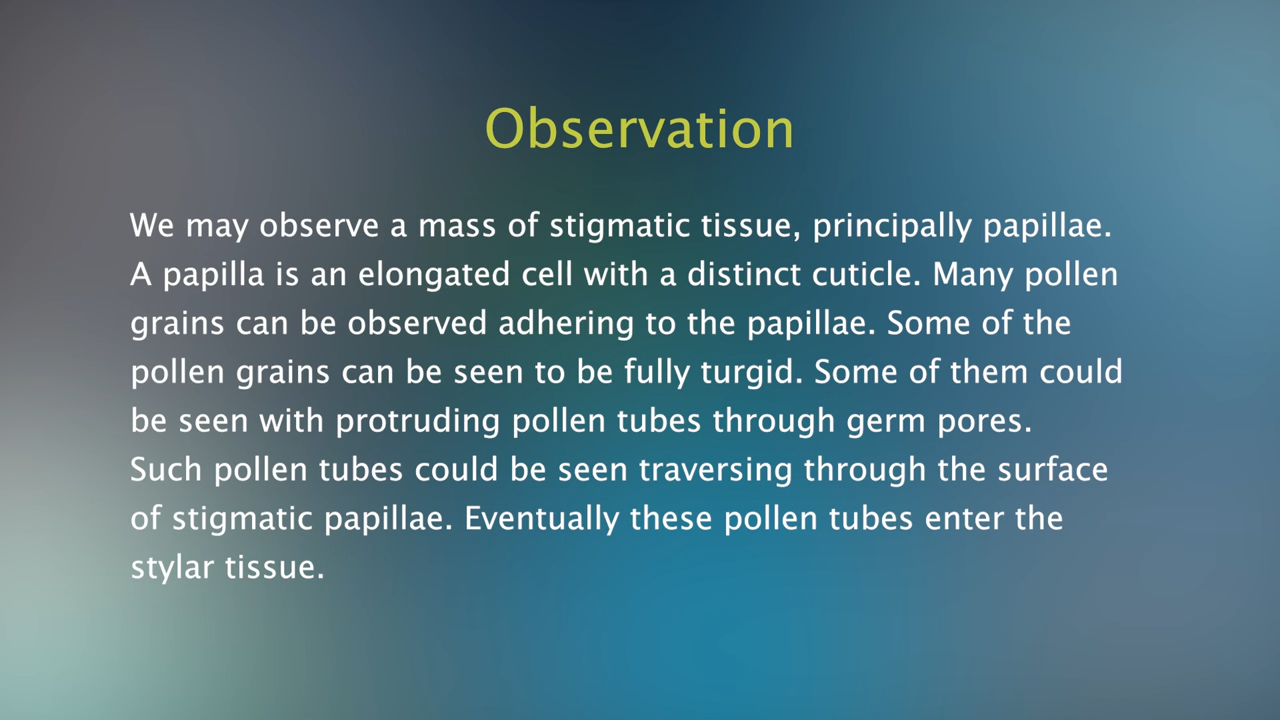 Observation
We may observe a mass of stigmatic tissue, principally papillae.
A papilla is an elongated cell with a distinct cuticle. Many pollen
grains can be observed adhering to the papillae. Some of the
pollen grains can be seen to be fully turgid. Some of them could
be seen with protruding pollen tubes through germ pores.
Such pollen tubes could be seen traversing through the surface
of stigmatic papillae. Eventually these pollen tubes enter the
stylar tissue.